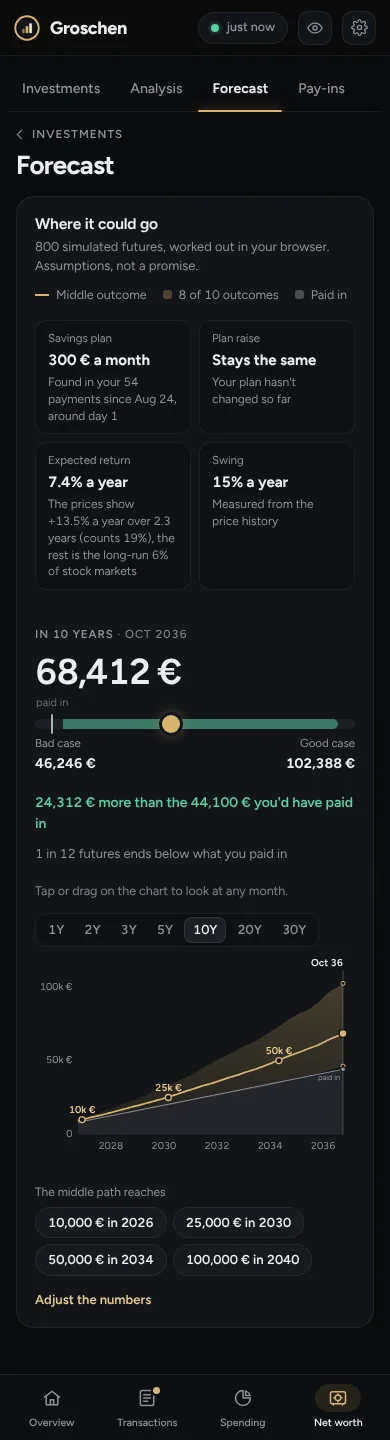 Groschen
just now
Investments Analysis Forecast Pay-ins
INVESTMENTS
Forecast
Where it could go
800 simulated futures, worked out in your browser.
Assumptions, not a promise.
Middle outcome 8 of 10 outcomes Paid in
Savings plan
300 € a month
Found in your 54
payments since Aug 24,
around day 1
Plan raise
Stays the same
Your plan hasn't
changed so far
Expected return
7.4% a year
The prices show
+13.5% a year over 2.3
years (counts 19%), the
rest is the long-run 6%
of stock markets
Swing
15% a year
Measured from the
price history
IN 10 YEARS · OCT 2036
68,412 €
paid in
Bad case Good case
46,246 € 102,388 €
24,312 € more than the 44,100 € you'd have paid
in
1 in 12 futures ends below what you paid in
Tap or drag on the chart to look at any month.
1Y 2Y 3Y 5Y 10Y 20Y 30Y
Oct 36
100k €
50k €
50k €
paid in
25k €
10k €
0
2028 2030 2032 2034 2036
The middle path reaches
10,000 € in 2026 25,000 € in 2030
50,000 € in 2034 100,000 € in 2040
Adjust the numbers
Overview Transactions Spending Net worth